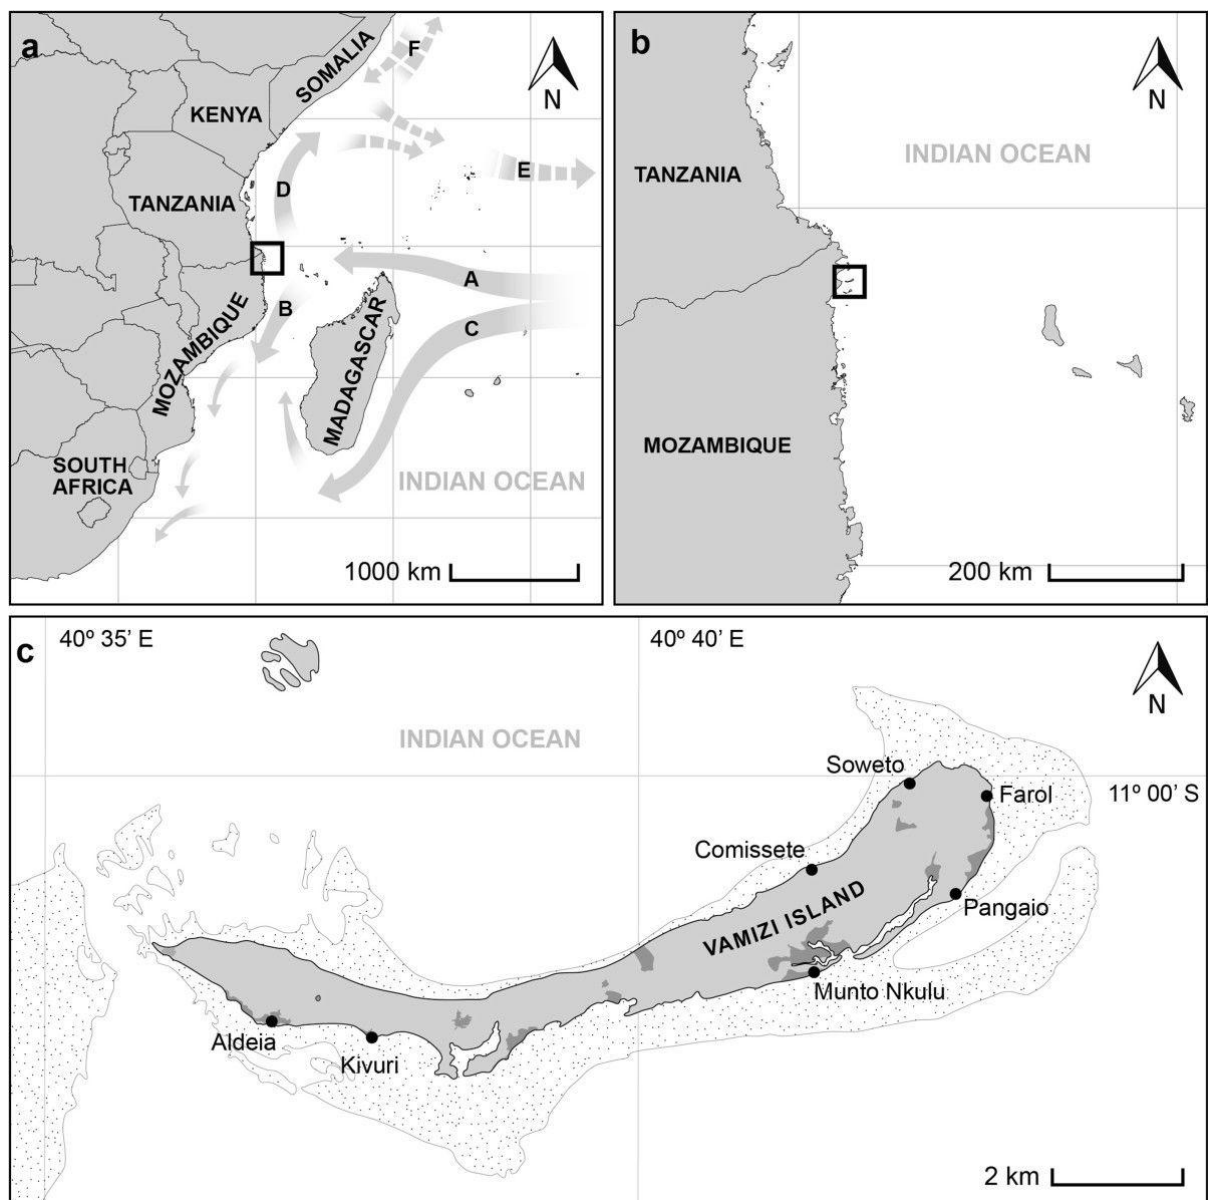 a
SOMALIA
F
N
KENYA
TANZANIA
D
E
A
B
C
MOZAMBIQUE
MADAGASCAR
SOUTH
AFRICA
INDIAN OCEAN
1000 km
b
N
INDIAN OCEAN
TANZANIA
MOZAMBIQUE
200 km
c
40º 35’ E
40º 40’ E
N
INDIAN OCEAN
Soweto
Farol
11º 00’ S
Comissete
VAMIZI ISLAND
Pangaio
Munto Nkulu
Aldeia
Kivuri
2 km